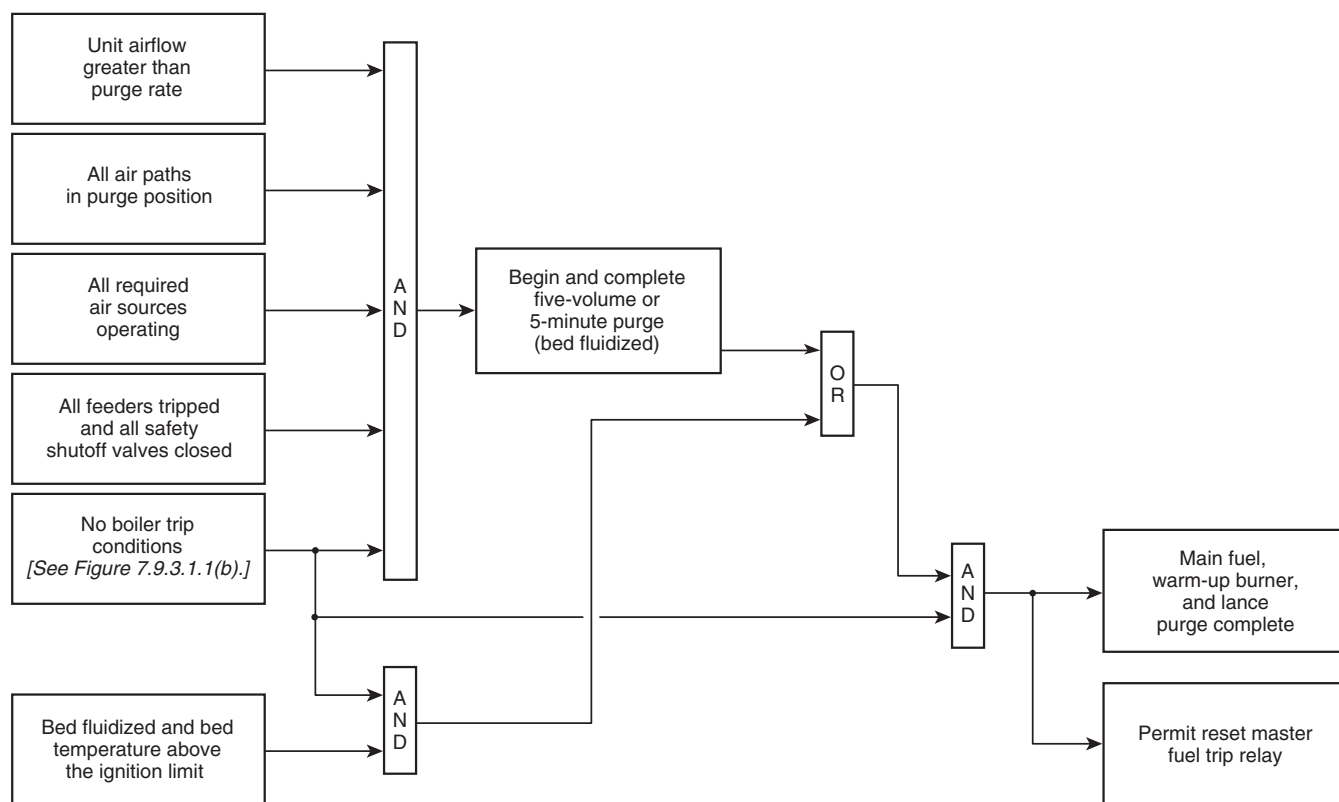 Unit airflow
greater than
purge rate
All air paths
in purge position
All required
air sources
operating
All feeders tripped
and all safety
shutoff valves closed
No boiler trip
conditions
[See Figure 7.9.3.1.1(b).]
Bed fluidized and bed
temperature above
the ignition limit
A
N
D
A
N
D
Begin and complete
five-volume or
5-minute purge
(bed fluidized)
O
R
A
N
D
Main fuel,
warm-up burner,
and lance
purge complete
Permit reset master
fuel trip relay